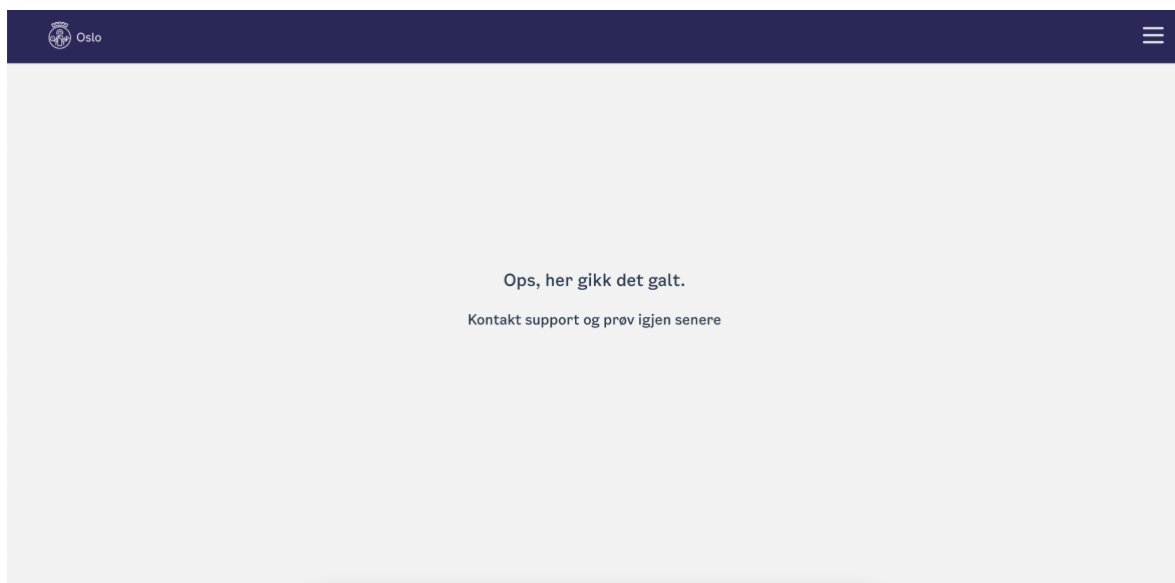 Oslo
Ops, her gikk det galt.
Kontakt support og prøv igjen senere